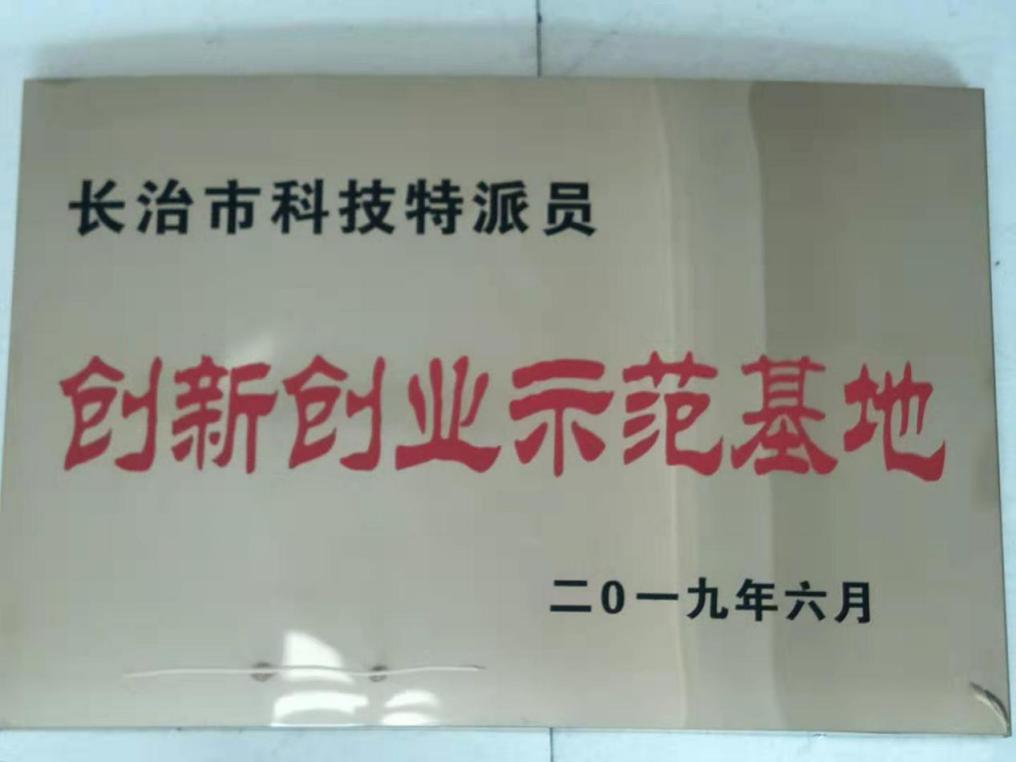 长治市科技特派员
创新创业示范基地
二0一九年六月